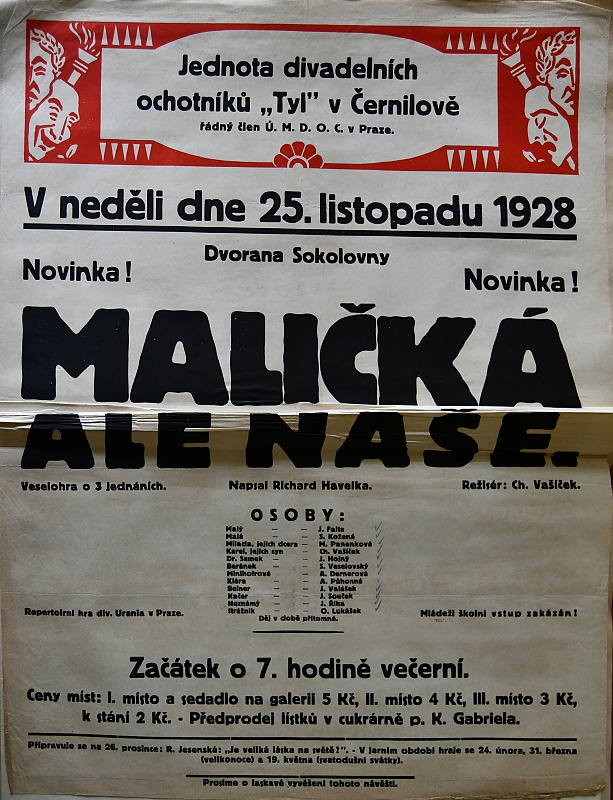 Jednota divadelních
ochotníků „Tyl” v Černilově
řádný člen Ú. M. D. O. C. v Praze.
V neděli dne 25. listopadu 1928
Dvorana Sokolovny
Novinka!
Novinka!
MALIČKÁ
ALE NAŠE.
Veselohra o 3 jednáních. Napsal Richard Havelka. Režisér: Ch. Vašíček.
OSOBY:
Malý — — J. Falta
Malá — — S. Kožená
Milada, jejich dcera — M. Panenková
Karel, jejich syn — Ch. Vašíček
Dr. Samek — — J. Hojný
Beránek — — S. Veselovský
Minihofrová — — A. Dernerová
Klára — — A. Půhonná
Beiner — — J. Valášek
Kačer — — J. Souček
Neznámý — — J. Říha
Strážník — — O. Lukášek
Děj v době přítomné.
Repertoirní hra div. Urania v Praze. Mládeži školní vstup zakázán!
Začátek o 7. hodině večerní.
Ceny míst: I. místo a sedadlo na galerii 5 Kč, II. místo 4 Kč, III. místo 3 Kč,
k stání 2 Kč. - Předprodej lístků v cukrárně p. K. Gabriela.
Připravuje se na 26. prosince: R. Jesenská: „Je veliká láska na světě?”. - V jarním období hraje se 24. února, 31. března
(velikonoce) a 19. května (svatodušní svátky).
Prosíme o laskavé vyvěšení tohoto návěští.